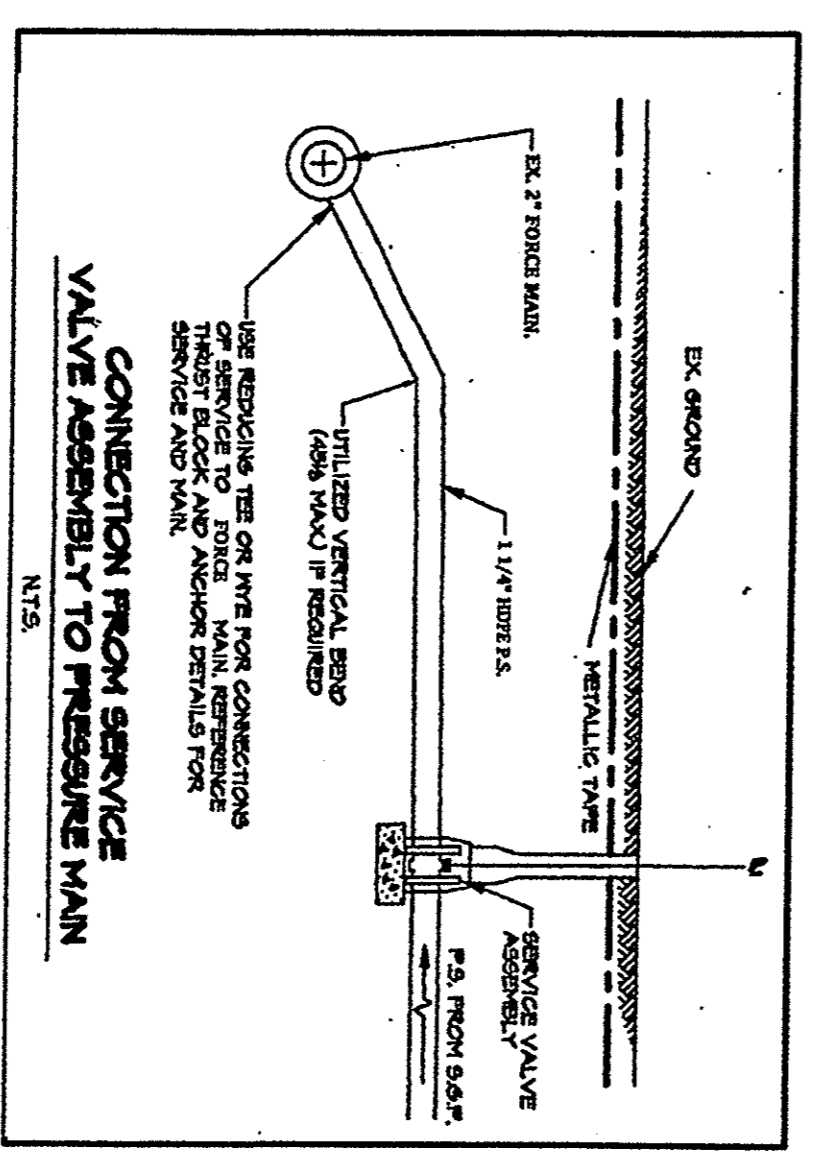 EX. GROUND
METALLIC TAPE
EX. 2" FORCE MAIN.
1 1/4" HDPE P.S.
SERVICE VALVE
ASSEMBLY
P.S. FROM S.G.P.
UTILIZED VERTICAL BEND
(45% MAX.) IF REQUIRED
USE REDUCING TEE OR WYE FOR CONNECTIONS
OF SERVICE TO FORCE MAIN. REFERENCE
THRUST BLOCK AND ANCHOR DETAILS FOR
SERVICE AND MAIN.
CONNECTION FROM SERVICE
VALVE ASSEMBLY TO PRESSURE MAIN
N.T.S.